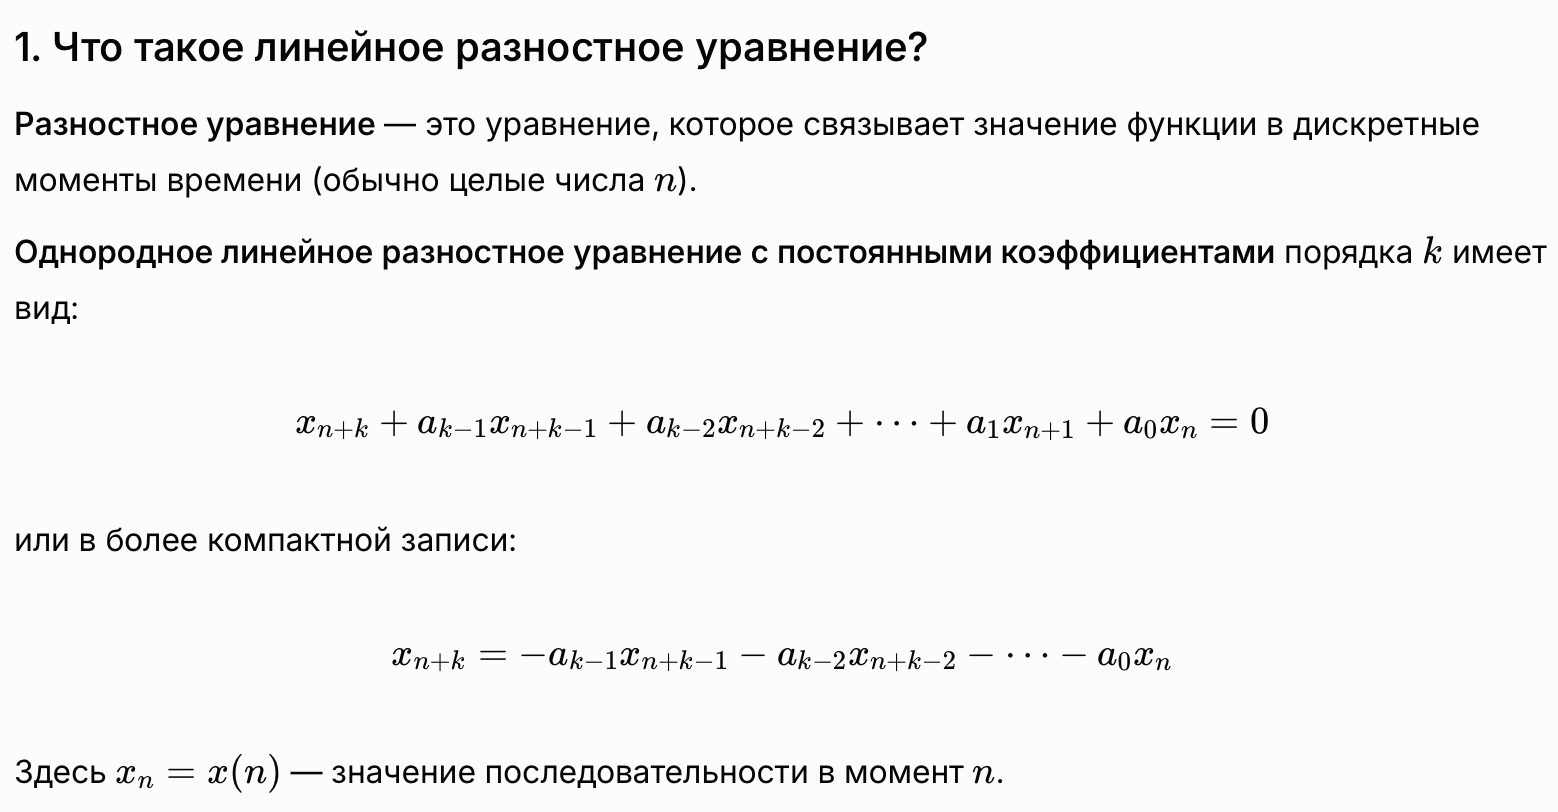 1. Что такое линейное разностное уравнение?
Разностное уравнение — это уравнение, которое связывает значение функции в дискретные
моменты времени (обычно целые числа n).
Однородное линейное разностное уравнение с постоянными коэффициентами порядка k имеет
вид:
x_{n+k} + a_{k−1}x_{n+k−1} + a_{k−2}x_{n+k−2} + ⋯ + a_1x_{n+1} + a_0x_n = 0
или в более компактной записи:
x_{n+k} = −a_{k−1}x_{n+k−1} − a_{k−2}x_{n+k−2} − ⋯ − a_0x_n
Здесь x_n = x(n) — значение последовательности в момент n.